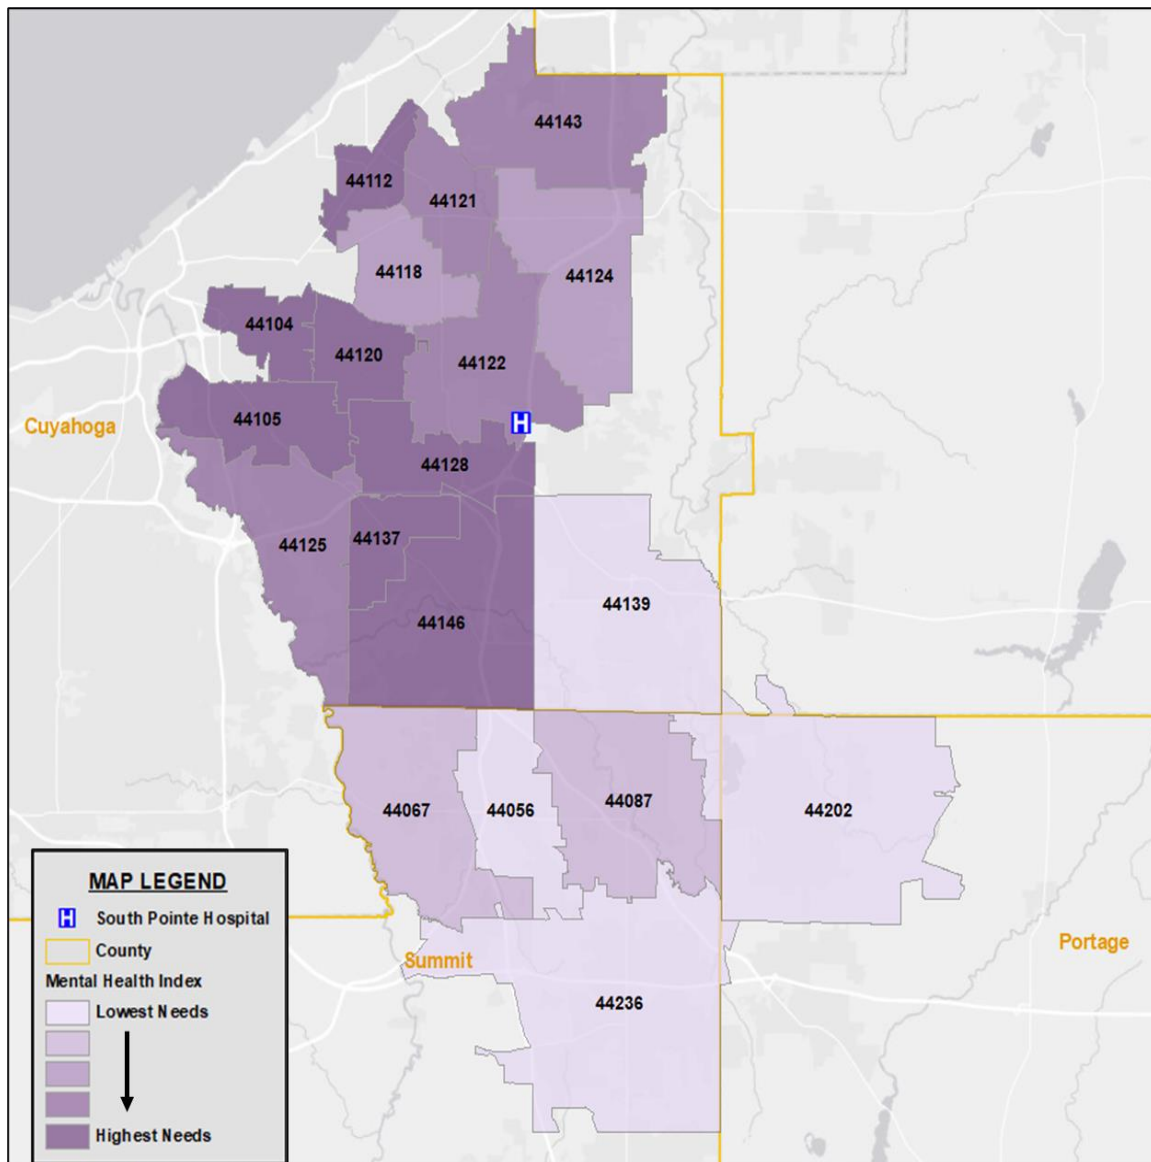 44143
44112
44121
44118
44124
44104
44120
44122
44105
Cuyahoga
H
44128
44137
44125
44139
44146
44067
44056
44087
44202
MAP LEGEND
H South Pointe Hospital
County
Mental Health Index
Lowest Needs
Highest Needs
Summit
Portage
44236